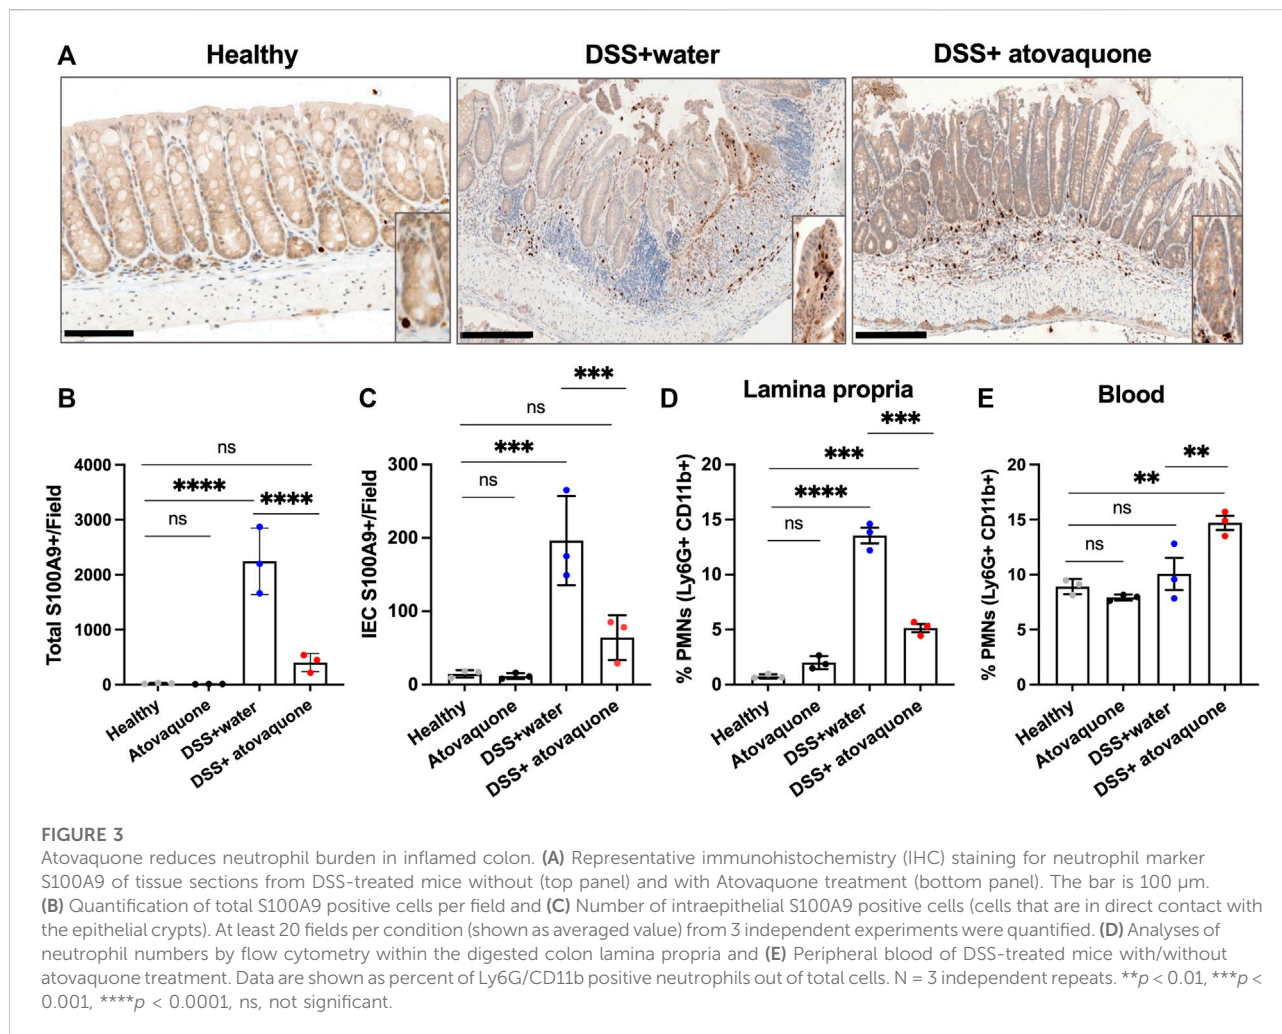 A
Healthy
DSS+water
DSS+ atovaquone
B
Total S100A9+/Field
4000
3000
2000
1000
0
ns
****
****
ns
Healthy
Atovaquone
DSS+water
DSS+ atovaquone
C
IEC S100A9+/Field
300
200
100
0
***
ns
***
ns
Healthy
Atovaquone
DSS+water
DSS+ atovaquone
D
Lamina propria
% PMNs (Ly6G+ CD11b+)
20
15
10
5
0
***
***
****
ns
Healthy
Atovaquone
DSS+water
DSS+ atovaquone
E
Blood
% PMNs (Ly6G+ CD11b+)
20
15
10
5
0
**
**
ns
ns
Healthy
Atovaquone
DSS+water
DSS+ atovaquone
FIGURE 3
Atovaquone reduces neutrophil burden in inflamed colon. (A) Representative immunohistochemistry (IHC) staining for neutrophil marker
S100A9 of tissue sections from DSS-treated mice without (top panel) and with Atovaquone treatment (bottom panel). The bar is 100 µm.
(B) Quantification of total S100A9 positive cells per field and (C) Number of intraepithelial S100A9 positive cells (cells that are in direct contact with
the epithelial crypts). At least 20 fields per condition (shown as averaged value) from 3 independent experiments were quantified. (D) Analyses of
neutrophil numbers by flow cytometry within the digested colon lamina propria and (E) Peripheral blood of DSS-treated mice with/without
atovaquone treatment. Data are shown as percent of Ly6G/CD11b positive neutrophils out of total cells. N = 3 independent repeats. **p < 0.01, ***p <
0.001, ****p < 0.0001, ns, not significant.